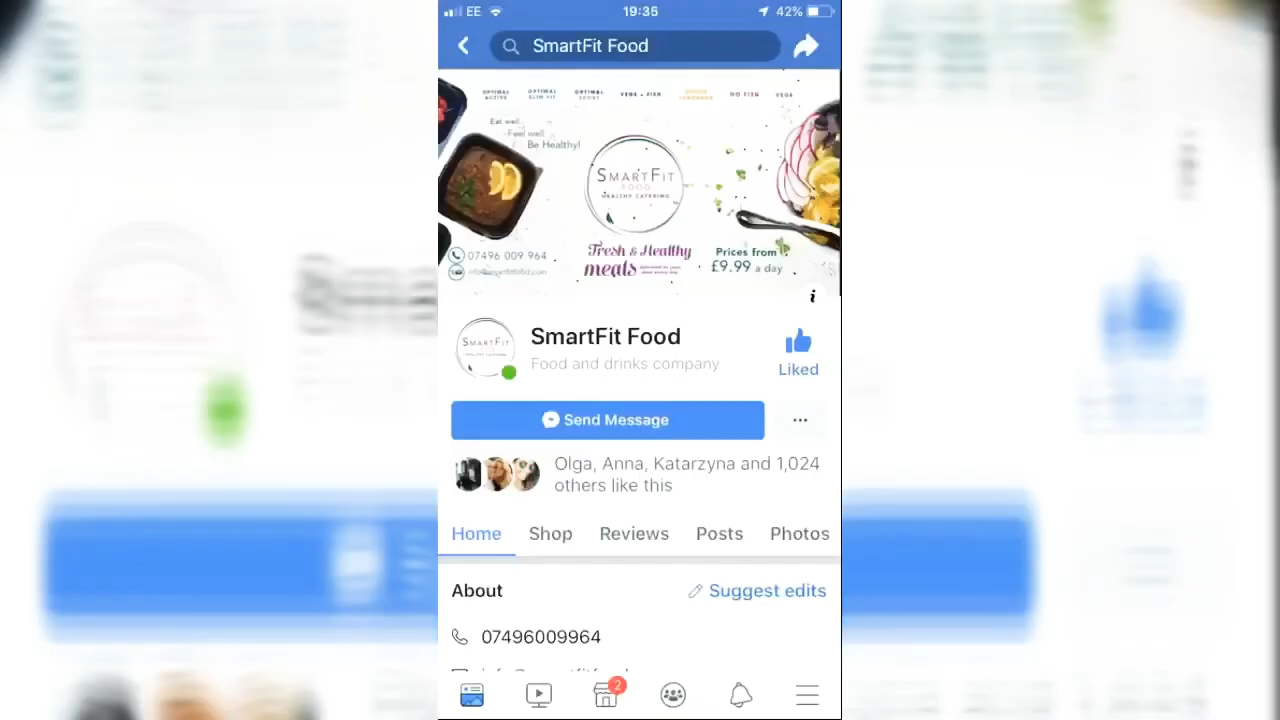 EE 19:35 42%
SmartFit Food
OPTIMAL ACTIVE OPTIMAL SLIM FIT OPTIMAL SPORT VEGE + FISH NO FISH VEGA
Eat well.
Feel well.
Be Healthy!
SMARTFIT
FOOD
HEALTHY CATERING
07496 009 964
Fresh & Healthy
meals
Prices from
£9.99 a day
SMARTFIT
SmartFit Food
Food and drinks company
Liked
Send Message
Olga, Anna, Katarzyna and 1,024
others like this
Home Shop Reviews Posts Photos
About
Suggest edits
07496009964
2